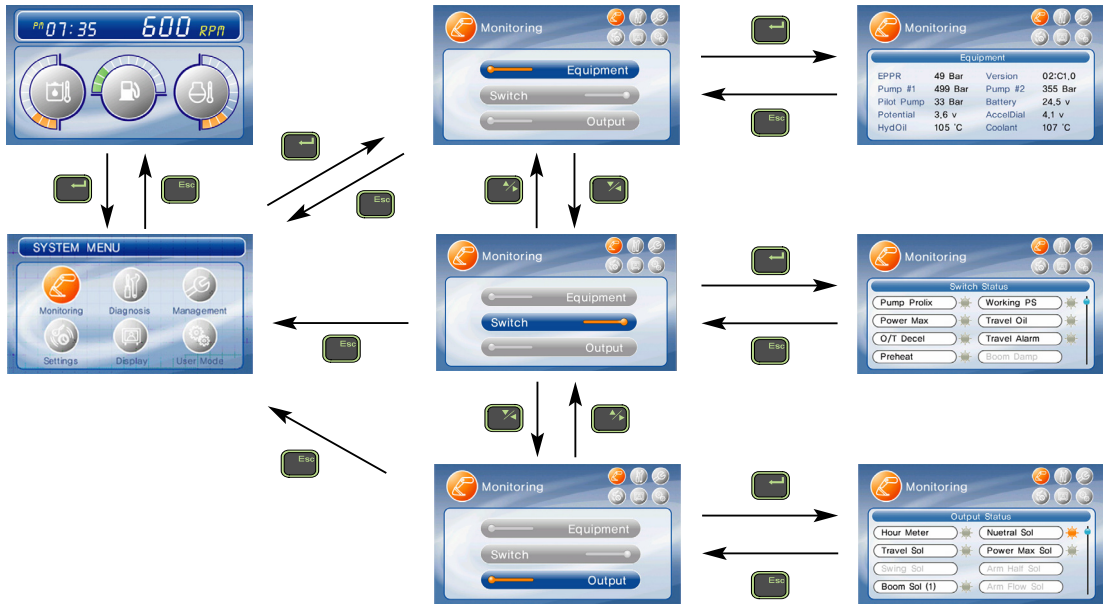 PM 07:35 600 RPM
Esc
Esc
SYSTEM MENU
Monitoring Diagnosis Management
Settings Display User Mode
Esc
Esc
Monitoring
Equipment
Switch
Output
Monitoring
Equipment
Switch
Output
Monitoring
Equipment
Switch
Output
Esc
Monitoring
Equipment
EPPR 49 Bar Version 02:C1,0
Pump #1 499 Bar Pump #2 355 Bar
Pilot Pump 33 Bar Battery 24,5 v
Potential 3,6 v AccelDial 4,1 v
HydOil 105 ℃ Coolant 107 ℃
Esc
Monitoring
Switch Status
Pump Prolix Working PS
Power Max Travel Oil
O/T Decel Travel Alarm
Preheat Boom Damp
Esc
Monitoring
Output Status
Hour Meter Nuetral Sol
Travel Sol Power Max Sol
Swing Sol Arm Half Sol
Boom Sol (1) Arm Flow Sol